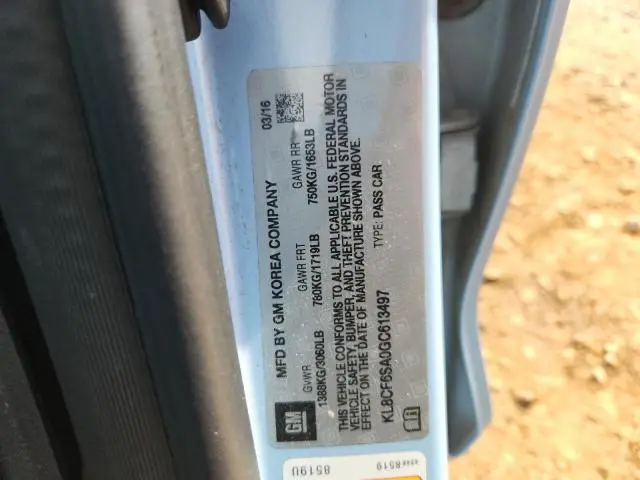 MFD BY GM KOREA COMPANY 03/16
GVWR GAWR FRT GAWR RR
1388KG/3060LB 780KG/1719LB 750KG/1653LB
THIS VEHICLE CONFORMS TO ALL APPLICABLE U.S. FEDERAL MOTOR
VEHICLE SAFETY, BUMPER, AND THEFT PREVENTION STANDARDS IN
EFFECT ON THE DATE OF MANUFACTURE SHOWN ABOVE.
KL8CF6SA0GC613497 TYPE: PASS CAR
GM
8519U